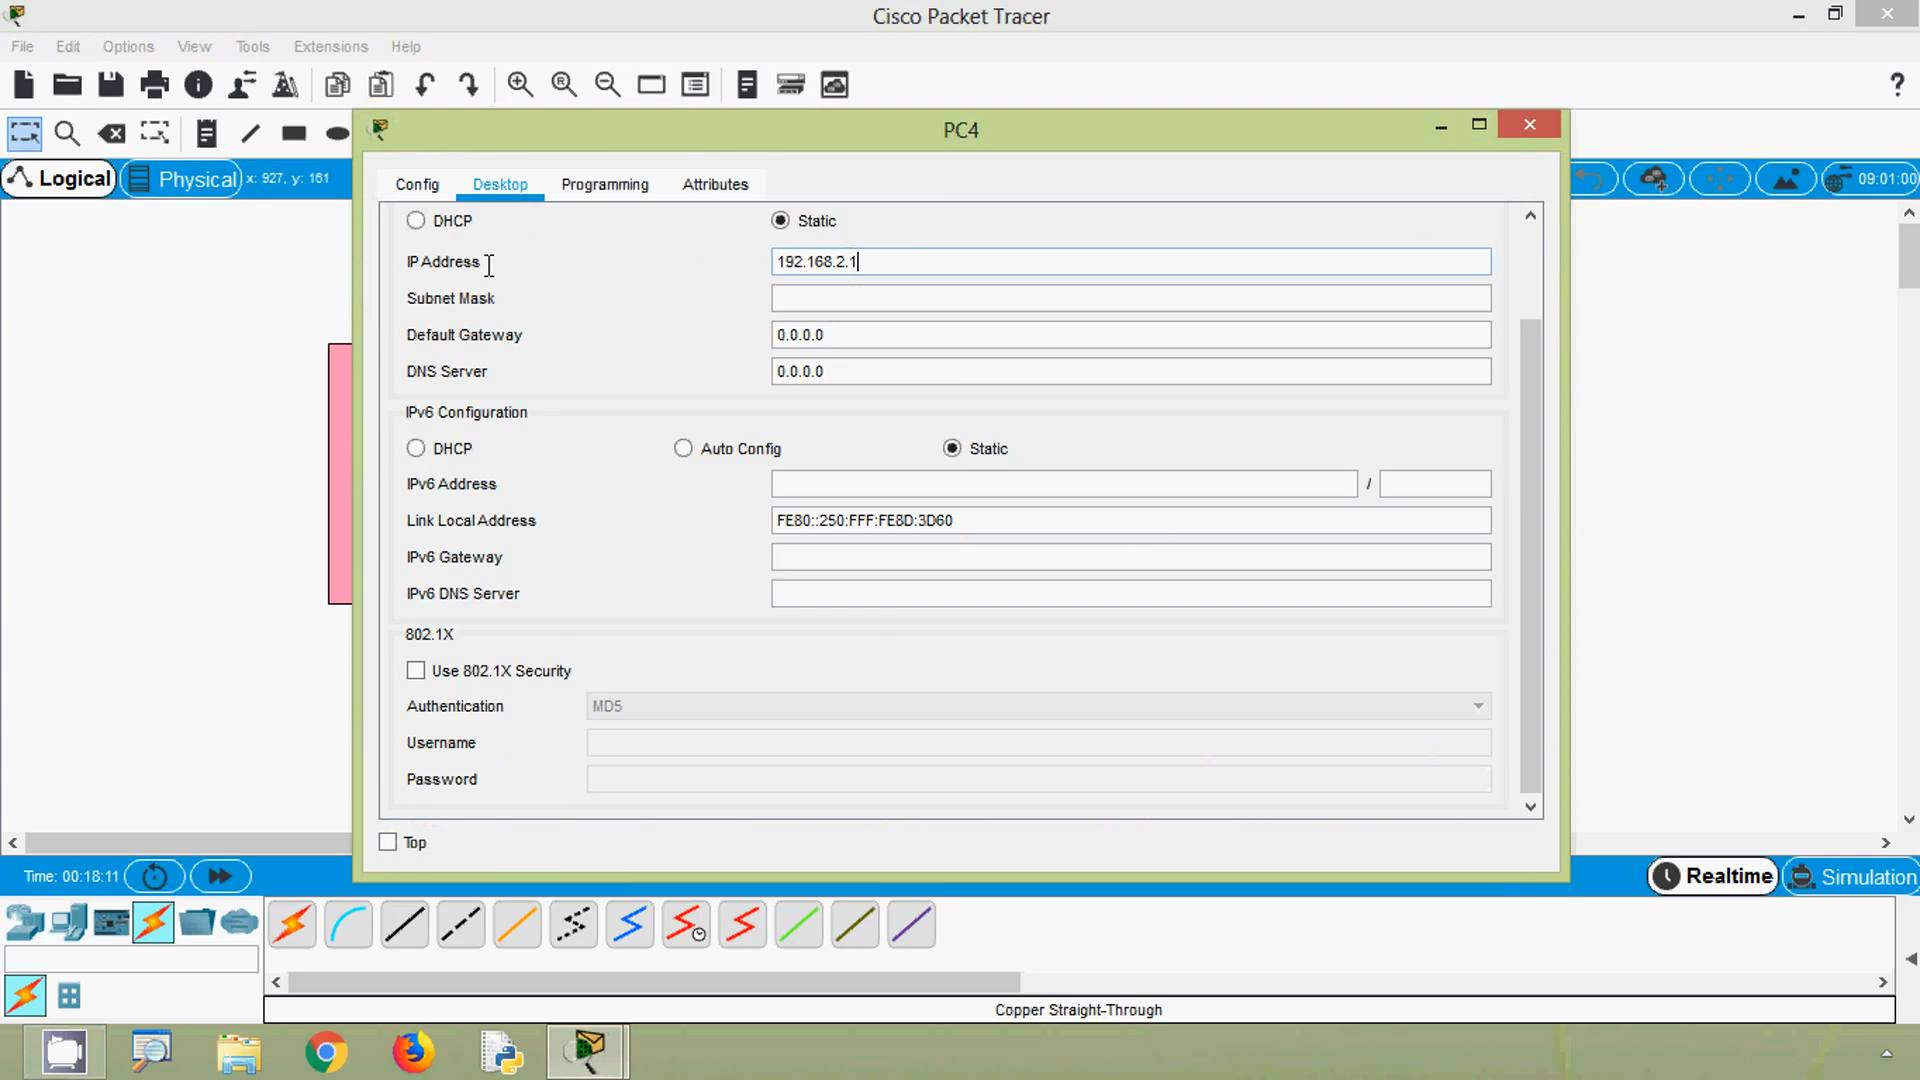 Cisco Packet Tracer
File Edit Options View Tools Extensions Help
PC4
Logical Physical x: 927, y: 161 09:01:00
Config Desktop Programming Attributes
DHCP Static
IP Address 192.168.2.1
Subnet Mask
Default Gateway 0.0.0.0
DNS Server 0.0.0.0
IPv6 Configuration
DHCP Auto Config Static
IPv6 Address /
Link Local Address FE80::250:FFF:FE8D:3D60
IPv6 Gateway
IPv6 DNS Server
802.1X
Use 802.1X Security
Authentication MD5
Username
Password
Top
Time: 00:18:11 Realtime Simulation
Copper Straight-Through